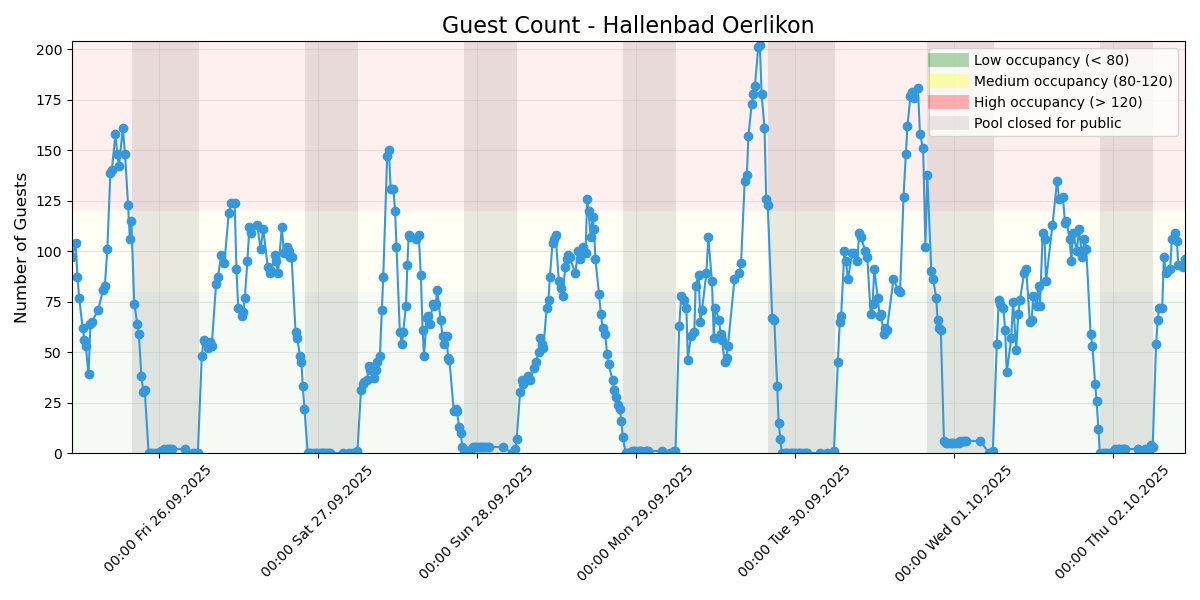 Guest Count - Hallenbad Oerlikon
Number of Guests
200
175
150
125
100
75
50
25
0
Low occupancy (< 80)
Medium occupancy (80-120)
High occupancy (> 120)
Pool closed for public
00:00 Fri 26.09.2025
00:00 Sat 27.09.2025
00:00 Sun 28.09.2025
00:00 Mon 29.09.2025
00:00 Tue 30.09.2025
00:00 Wed 01.10.2025
00:00 Thu 02.10.2025